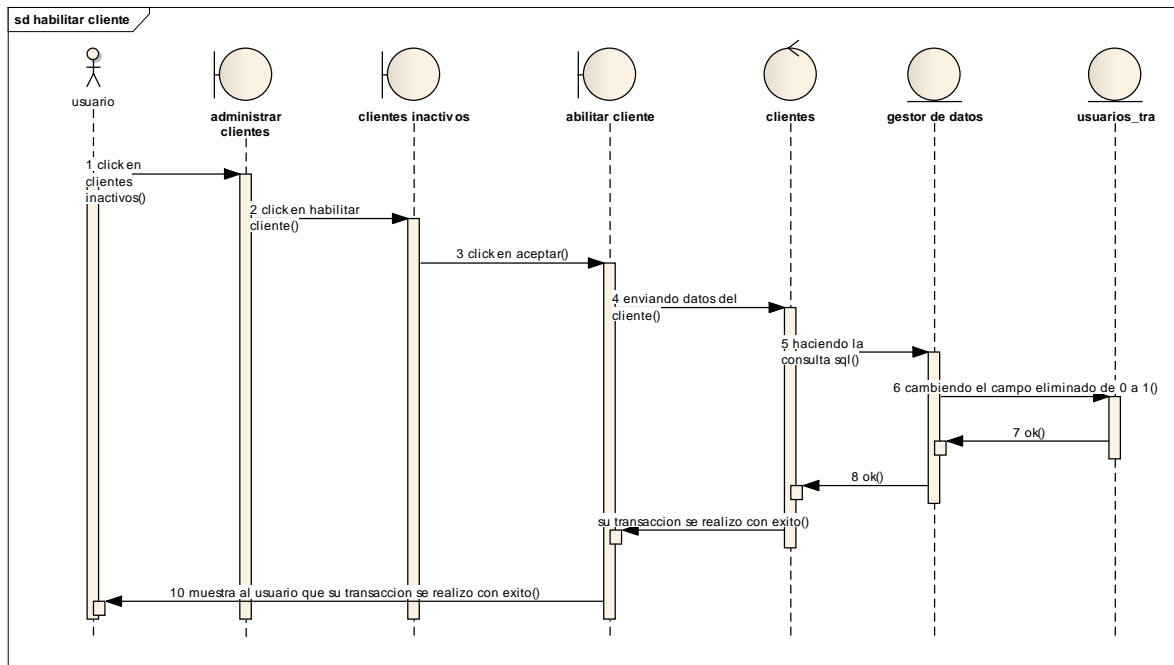 sd habilitar cliente
usuario
administrar
clientes
clientes inactivos
abilitar cliente
clientes
gestor de datos
usuarios_tra
1 click en
clientes
inactivos()
2 click en habilitar
cliente()
3 click en aceptar()
4 enviando datos del
cliente()
5 haciendo la
consulta sql()
6 cambiendo el campo eliminado de 0 a 1()
7 ok()
8 ok()
su transaccion se realizo con exito()
10 muestra al usuario que su transaccion se realizo con exito()